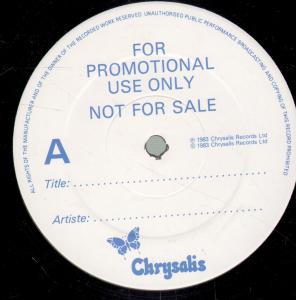 ALL RIGHTS OF THE MANUFACTURER AND OF THE OWNER OF THE RECORDED WORK RESERVED UNAUTHORISED PUBLIC PERFORMANCE BROADCASTING AND COPYING OF THIS RECORD PROHIBITED
FOR
PROMOTIONAL
USE ONLY
NOT FOR SALE
A
℗ 1983 Chrysalis Records Ltd
© 1983 Chrysalis Records Ltd
Title: ....................................
Artiste: ..................................
Chrysalis